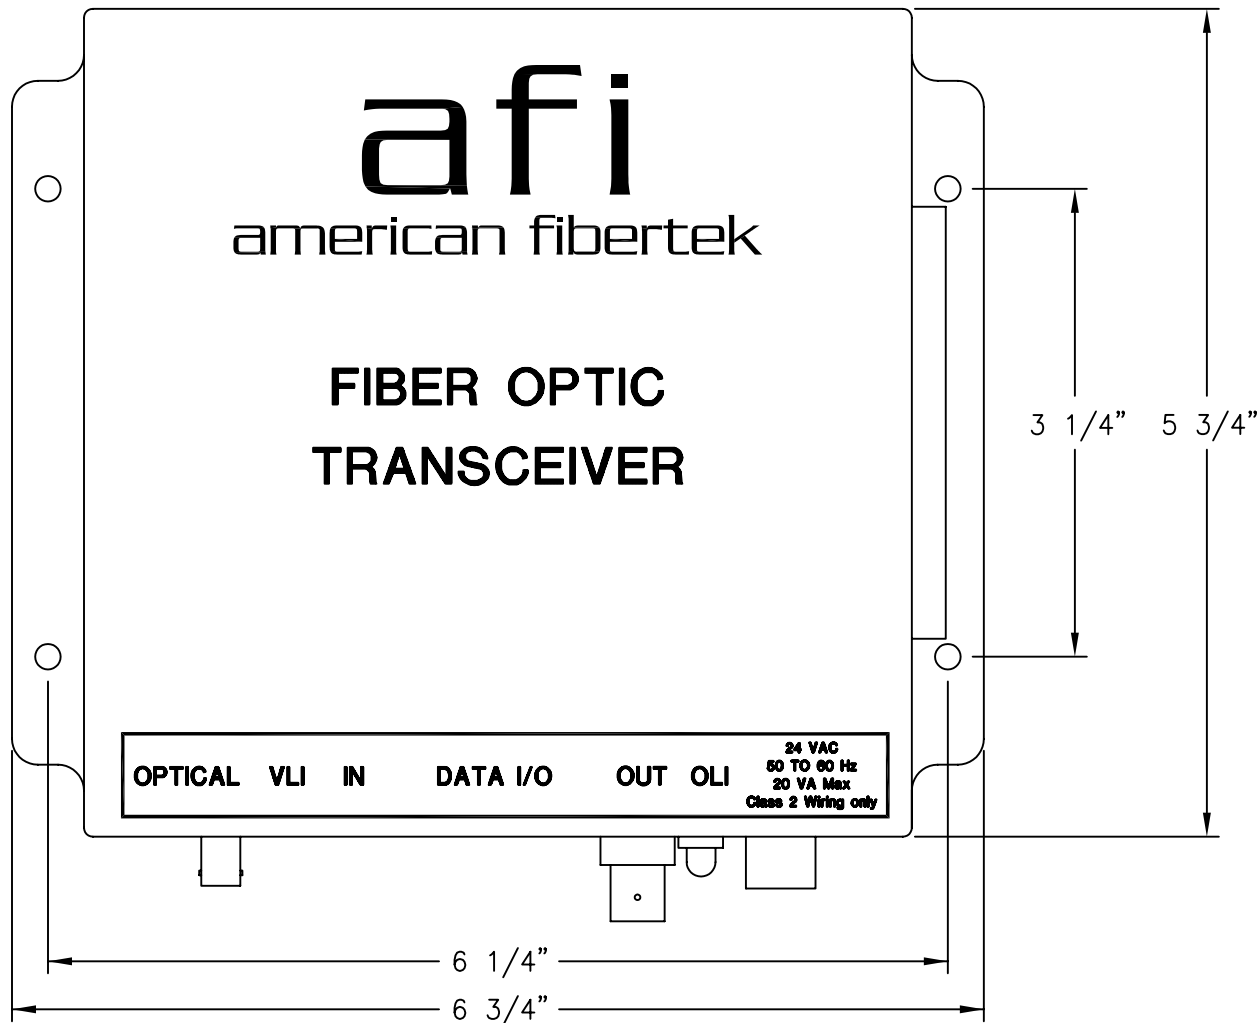 afi
american fibertek
FIBER OPTIC
TRANSCEIVER
3 1/4” 5 3/4”
OPTICAL VLI IN DATA I/O OUT OLI
24 VAC
50 TO 60 Hz
20 VA Max
Class 2 Wiring only
6 1/4”
6 3/4”